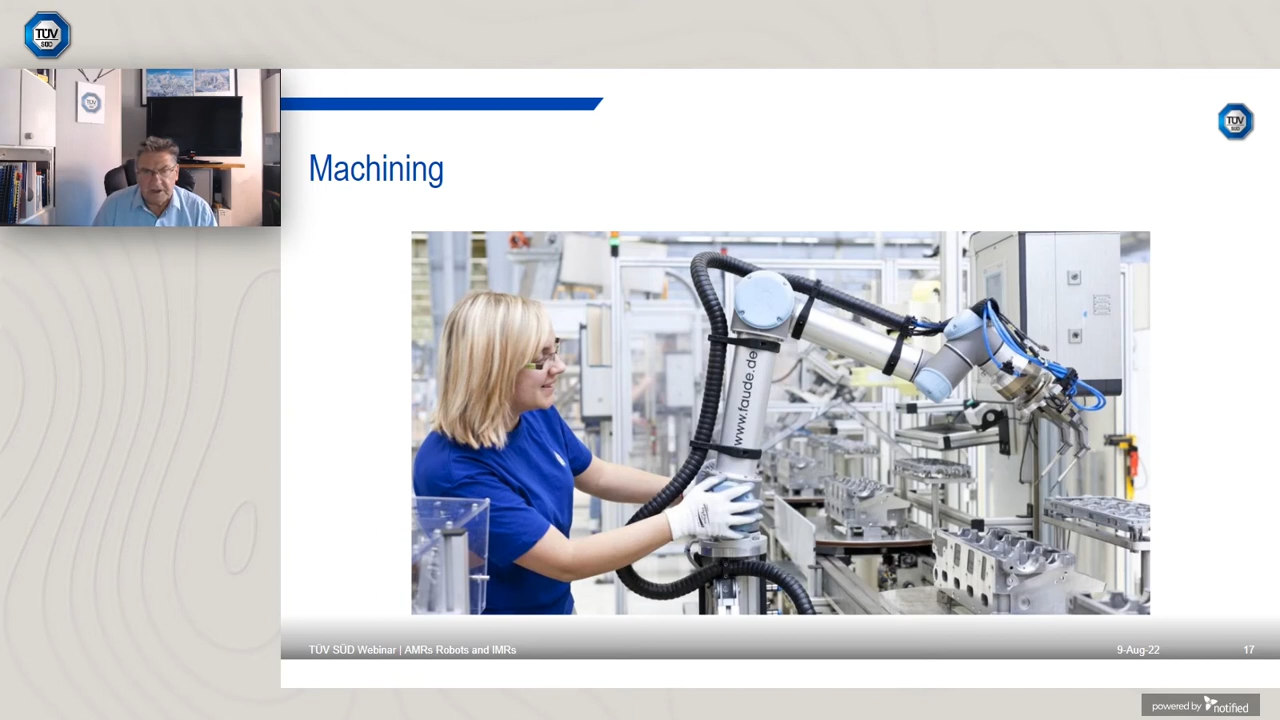 TÜV
SÜD
TÜV
SÜD
Machining
www.faude.de
TÜV SÜD Webinar | AMRs Robots and IMRs
9-Aug-22
17
powered by notified